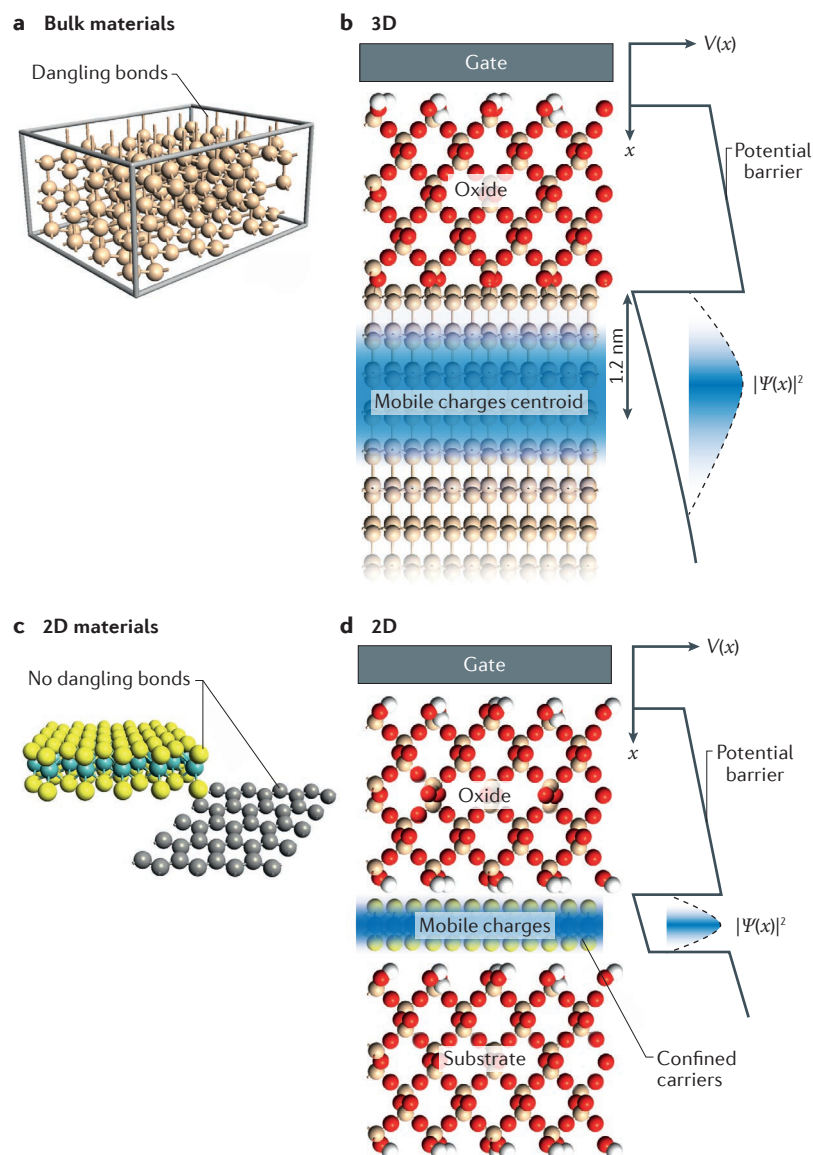 a Bulk materials
Dangling bonds
b 3D
Gate
V(x)
x
Potential
barrier
Oxide
1.2 nm
Mobile charges centroid
|Ψ(x)|²
c 2D materials
No dangling bonds
d 2D
Gate
V(x)
x
Potential
barrier
Oxide
Mobile charges
|Ψ(x)|²
Substrate
Confined
carriers